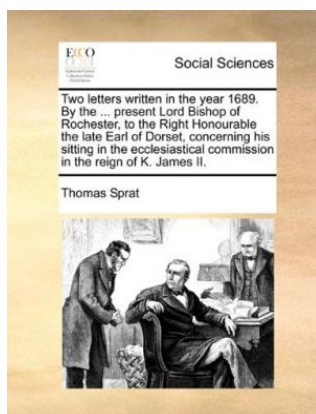 ECCO
Social Sciences
Two letters written in the year 1689.
By the ... present Lord Bishop of
Rochester, to the Right Honourable
the late Earl of Dorset, concerning his
sitting in the ecclesiastical commission
in the reign of K. James II.
Thomas Sprat